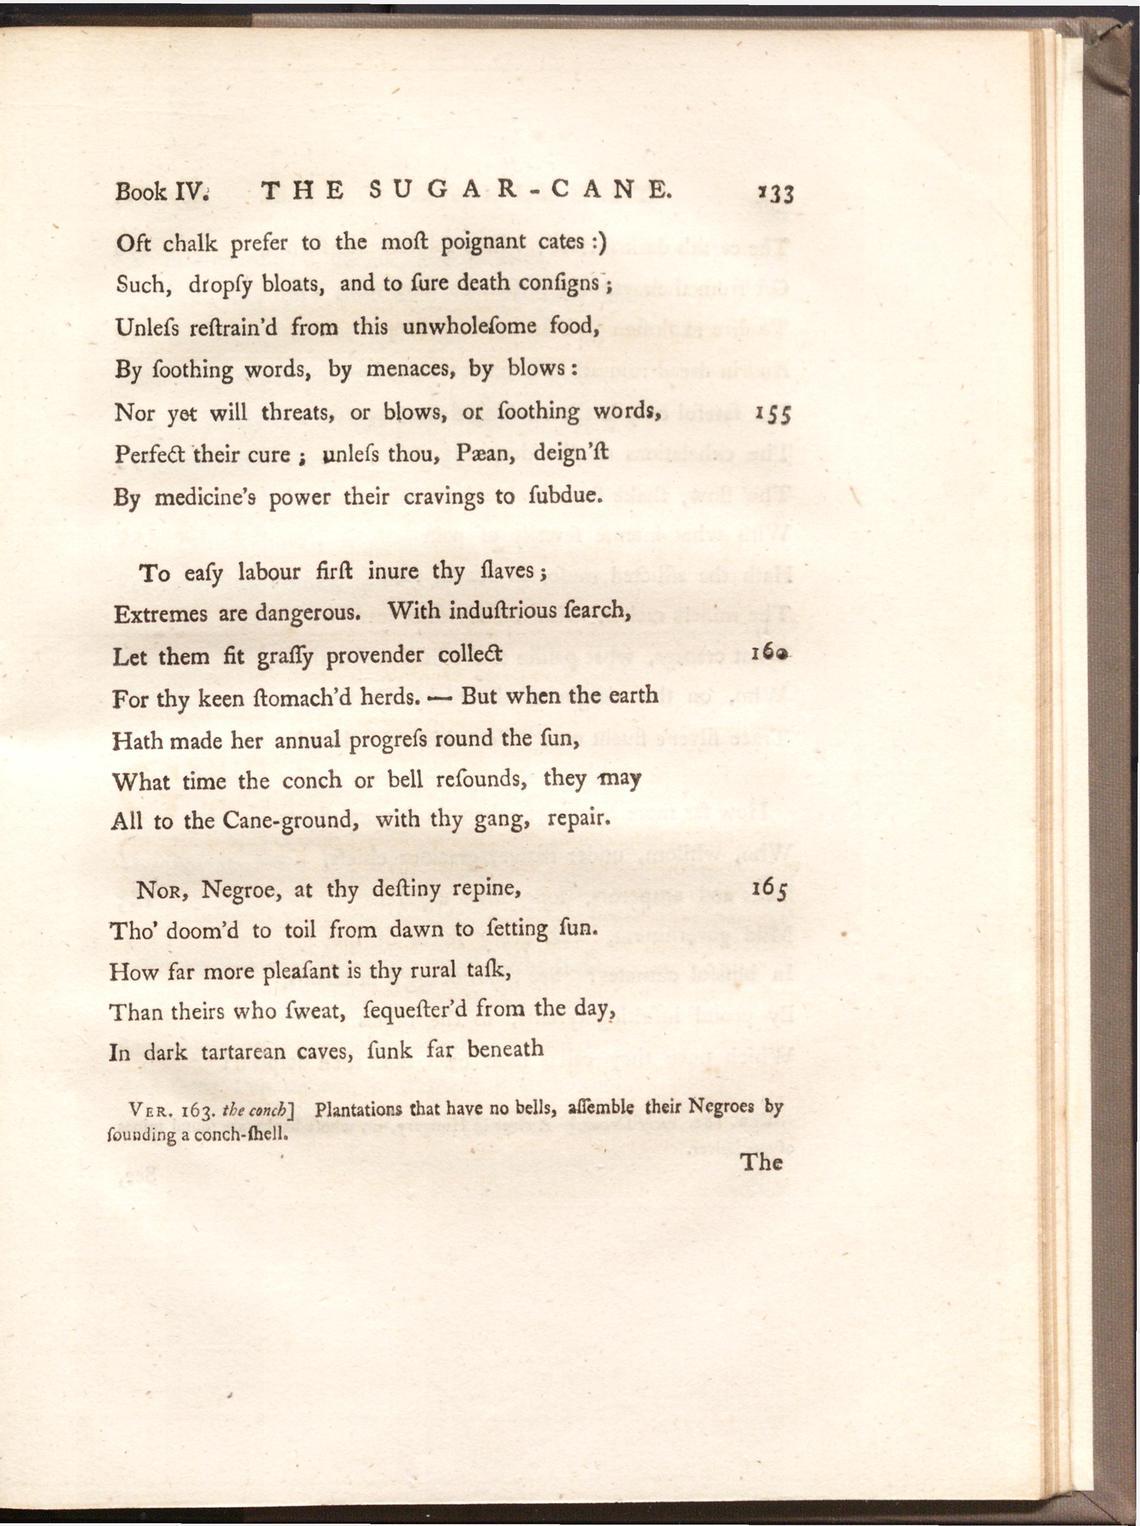 Book IV. THE SUGAR-CANE. 133
Oft chalk prefer to the moſt poignant cates :)
Such, dropſy bloats, and to ſure death conſigns ;
Unleſs reſtrain'd from this unwholeſome food,
By ſoothing words, by menaces, by blows :
Nor yet will threats, or blows, or ſoothing words, 155
Perfect their cure ; unleſs thou, Pæan, deign'ſt
By medicine's power their cravings to ſubdue.
To eaſy labour firſt inure thy ſlaves ;
Extremes are dangerous. With induſtrious ſearch,
Let them fit graſſy provender collect 160
For thy keen ſtomach'd herds. — But when the earth
Hath made her annual progreſs round the ſun,
What time the conch or bell reſounds, they may
All to the Cane-ground, with thy gang, repair.
NOR, Negroe, at thy deſtiny repine, 165
Tho' doom'd to toil from dawn to ſetting ſun.
How far more pleaſant is thy rural taſk,
Than theirs who ſweat, ſequeſter'd from the day,
In dark tartarean caves, ſunk far beneath
VER. 163. the conch] Plantations that have no bells, aſſemble their Negroes by
ſounding a conch-ſhell.
The